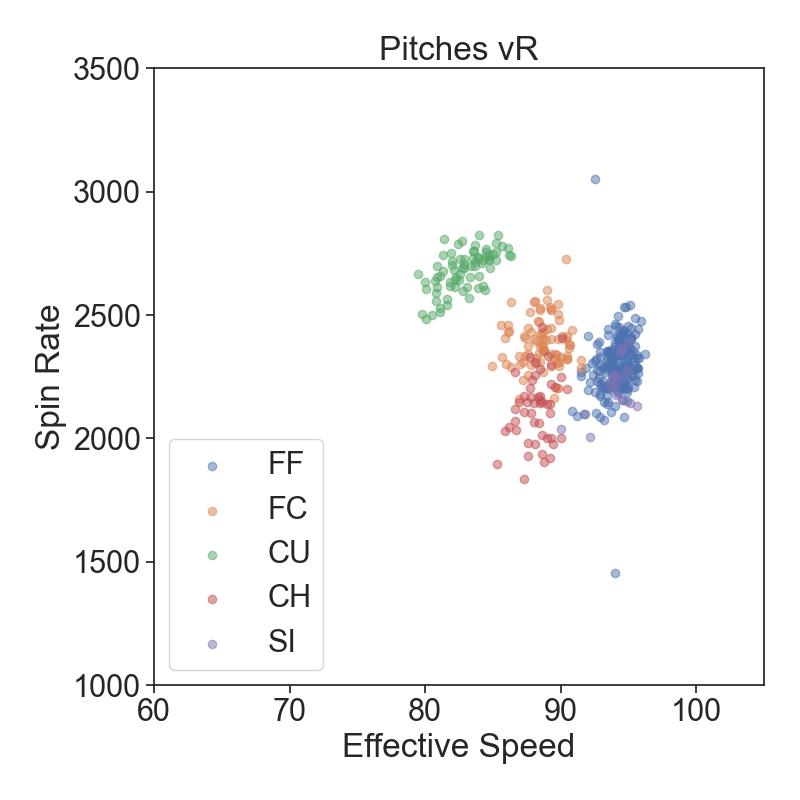 Pitches vR
3500
3000
2500
2000
1500
1000
Spin Rate
FF
FC
CU
CH
SI
60 70 80 90 100
Effective Speed